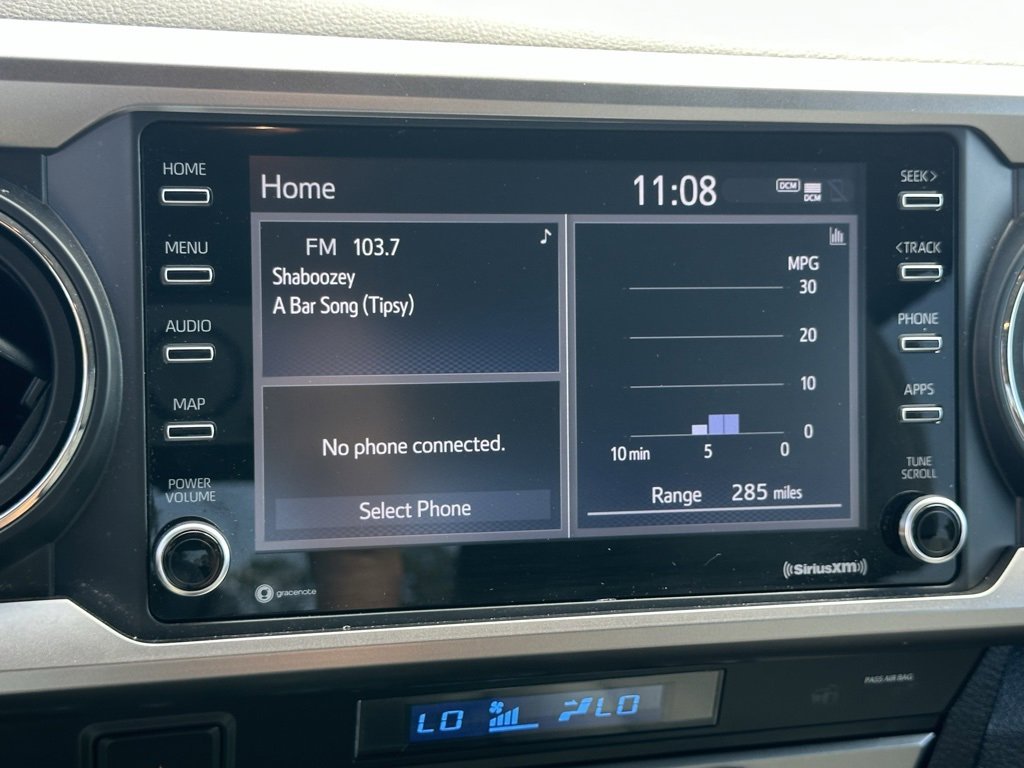 HOME
MENU
AUDIO
MAP
POWER
VOLUME
Home
11:08
DCM
DCM
FM 103.7
Shaboozey
A Bar Song (Tipsy)
No phone connected.
Select Phone
MPG
30
20
10
0
10 min 5 0
Range 285 miles
SEEK >
< TRACK
PHONE
APPS
TUNE
SCROLL
gracenote
((SiriusXM))
PASS AIR BAG
LO LO